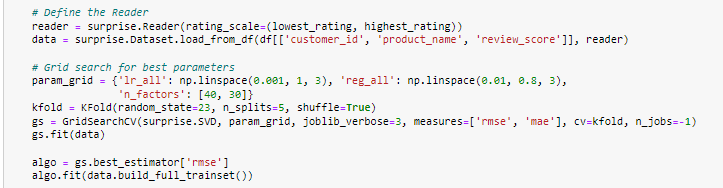 # Define the Reader
reader = surprise.Reader(rating_scale=(lowest_rating, highest_rating))
data = surprise.Dataset.load_from_df(df[['customer_id', 'product_name', 'review_score']], reader)
# Grid search for best parameters
param_grid = {'lr_all': np.linspace(0.001, 1, 3), 'reg_all': np.linspace(0.01, 0.8, 3),
'n_factors': [40, 30]}
kfold = KFold(random_state=23, n_splits=5, shuffle=True)
gs = GridSearchCV(surprise.SVD, param_grid, joblib_verbose=3, measures=['rmse', 'mae'], cv=kfold, n_jobs=-1)
gs.fit(data)
algo = gs.best_estimator['rmse']
algo.fit(data.build_full_trainset())